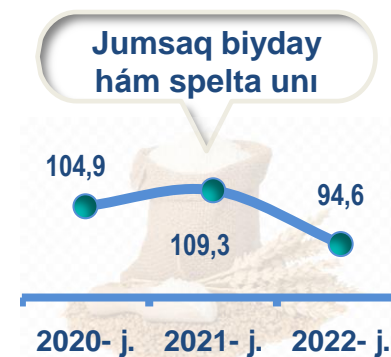 Jumsaq biyday
hám spelta unı
104,9
94,6
109,3
2020- j. 2021- j. 2022- j.